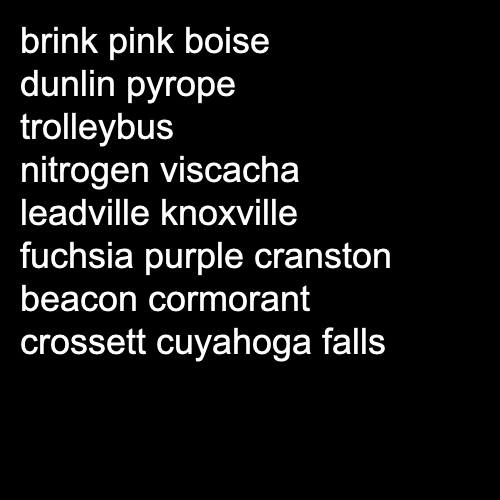 brink pink boise
dunlin pyrope
trolleybus
nitrogen viscacha
leadville knoxville
fuchsia purple cranston
beacon cormorant
crossett cuyahoga falls